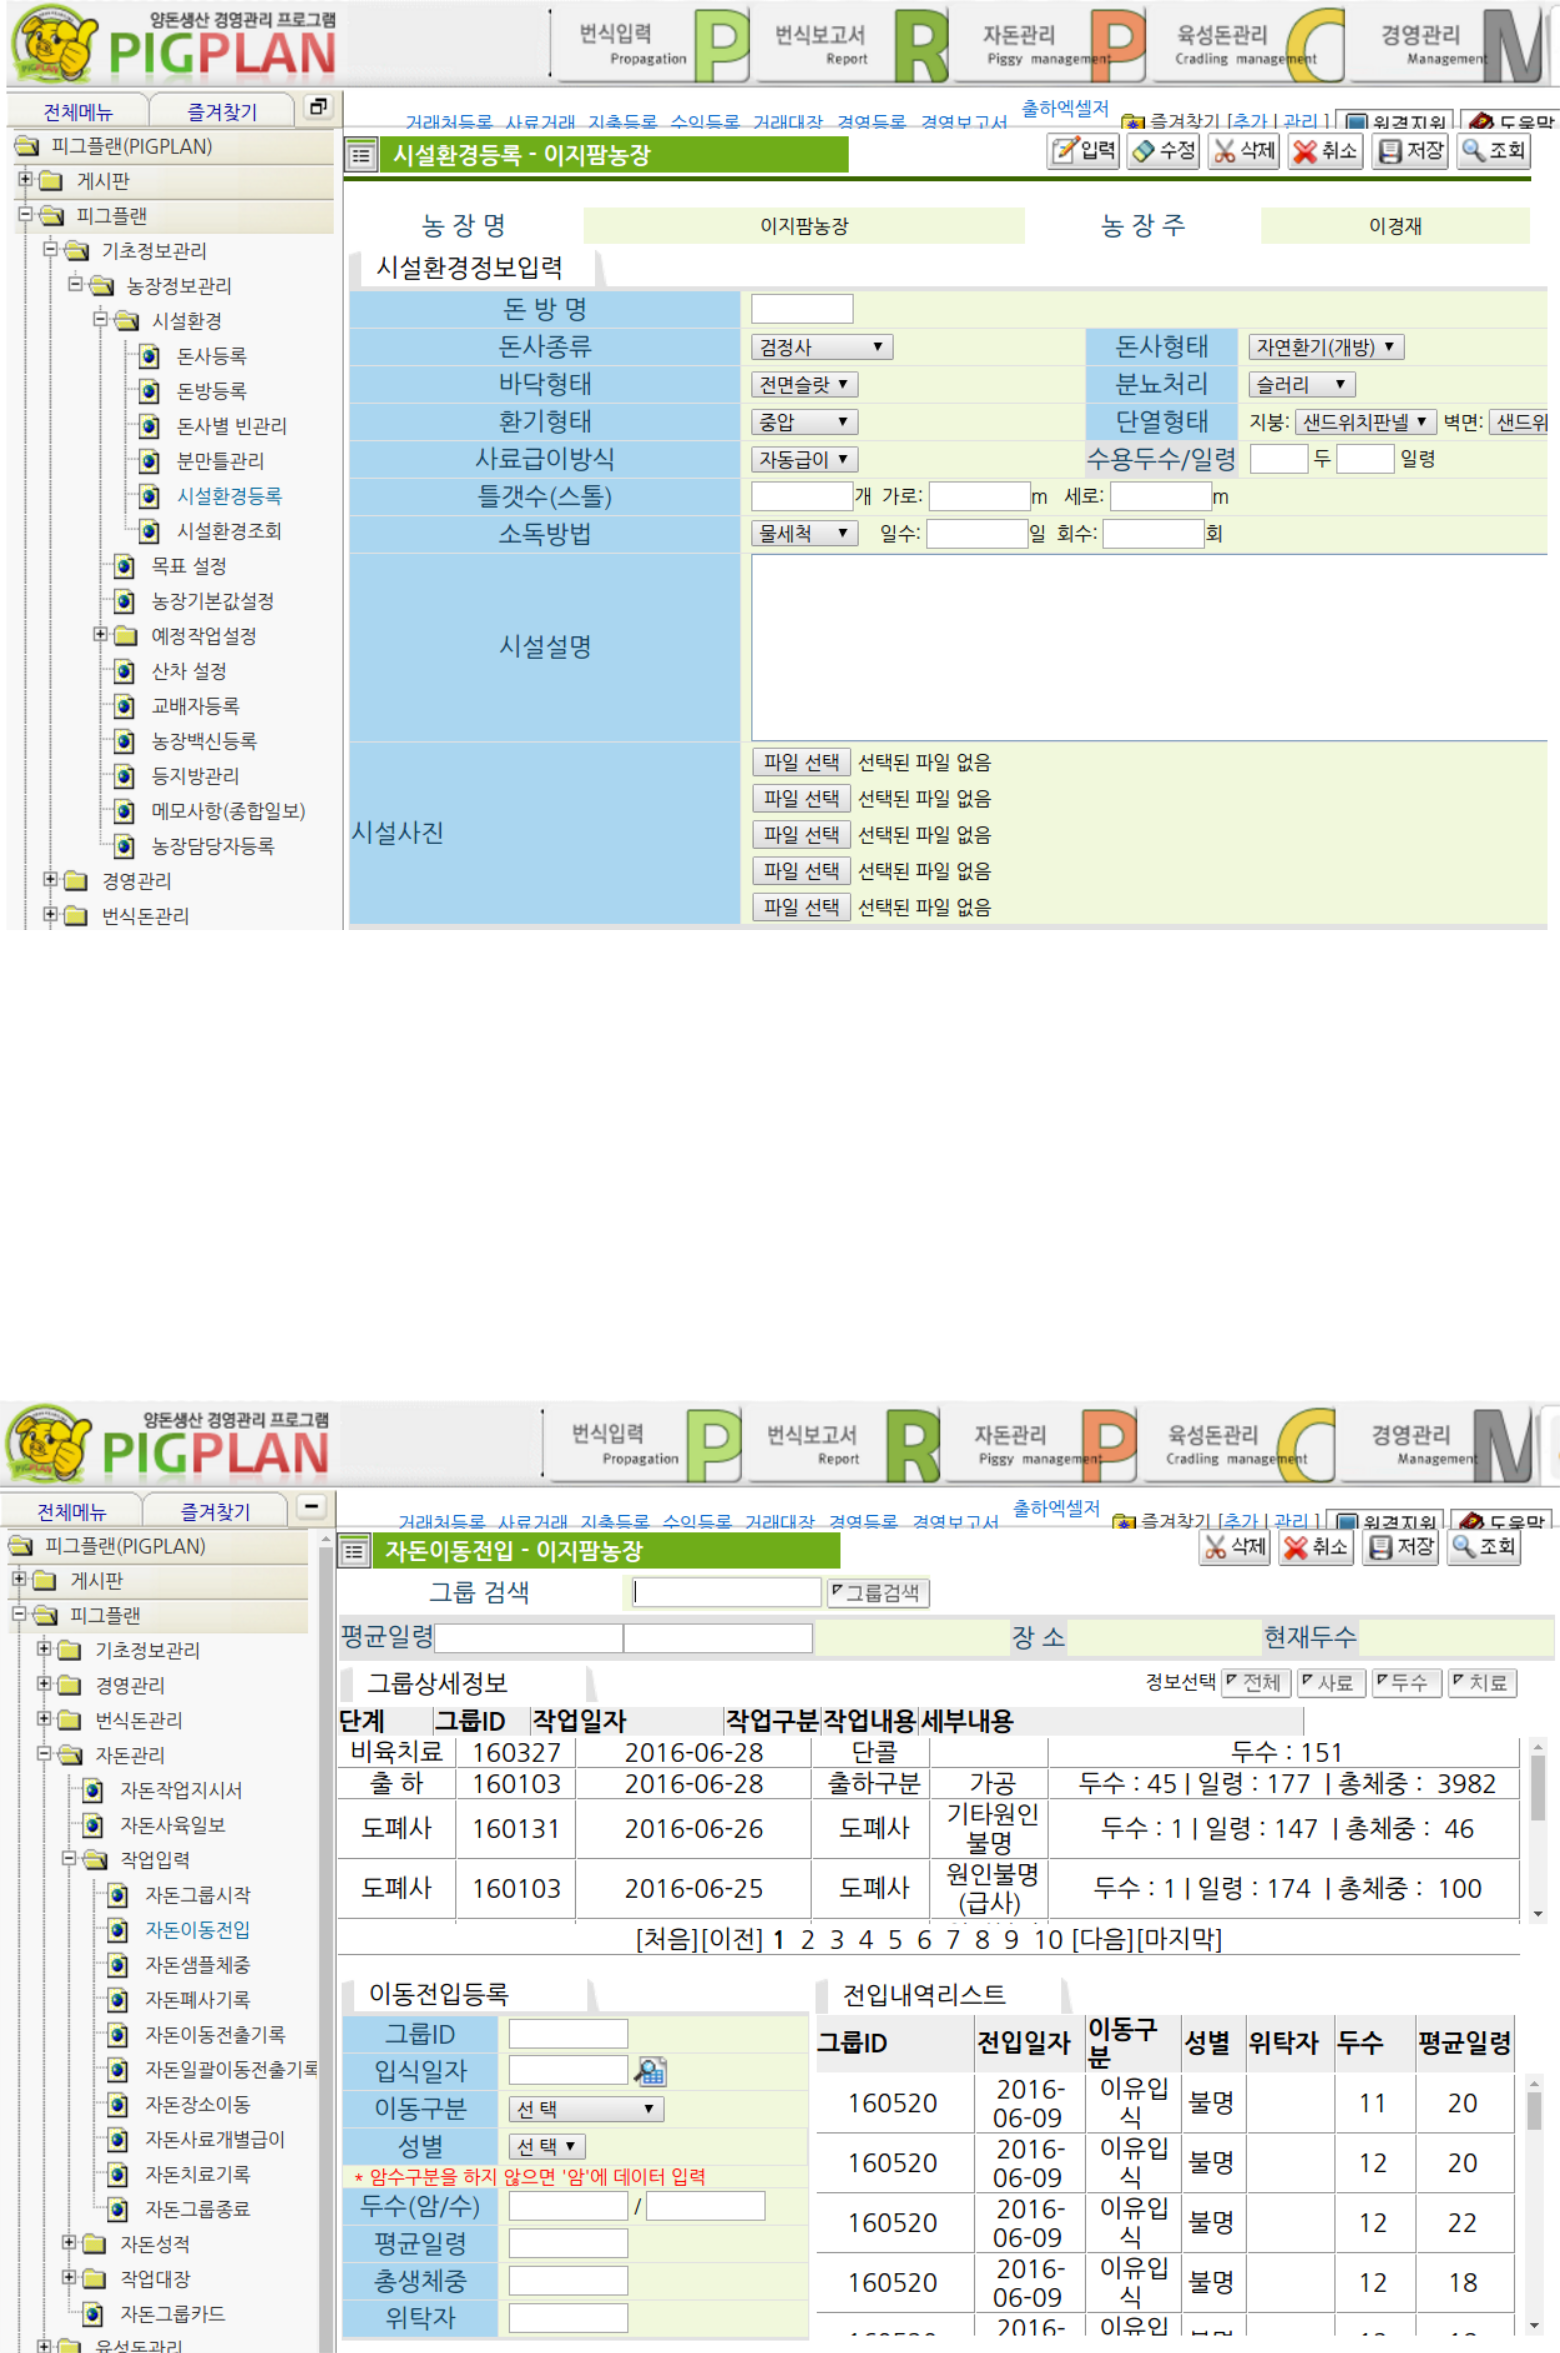 양돈생산 경영관리 프로그램
PIGPLAN
번식입력 Propagation P
번식보고서 Report R
자돈관리 Piggy management P
육성돈관리 Cradling management C
경영관리 Management M
전체메뉴 즐겨찾기
거래처등록 사료거래 지축등록 수익등록 거래대장 경영등록 경영보고서 출하엑셀저 즐겨찾기 [추가 | 관리 ] 원격지원 도움말
피그플랜(PIGPLAN)
게시판
피그플랜
기초정보관리
농장정보관리
시설환경
돈사등록
돈방등록
돈사별 빈관리
분만틀관리
시설환경등록
시설환경조회
목표 설정
농장기본값설정
예정작업설정
산차 설정
교배자등록
농장백신등록
등지방관리
메모사항(종합일보)
농장담당자등록
경영관리
번식돈관리
시설환경등록 - 이지팜농장
입력 수정 삭제 취소 저장 조회
농 장 명 이지팜농장 농 장 주 이경재
시설환경정보입력
돈 방 명
돈사종류 검정사 돈사형태 자연환기(개방)
바닥형태 전면슬랏 분뇨처리 슬러리
환기형태 중압 단열형태 지붕: 샌드위치판넬 벽면: 샌드위
사료급이방식 자동급이 수용두수/일령 두 일령
틀갯수(스톨) 개 가로: m 세로: m
소독방법 물세척 일수: 일 회수: 회
시설설명
시설사진
파일 선택 선택된 파일 없음
파일 선택 선택된 파일 없음
파일 선택 선택된 파일 없음
파일 선택 선택된 파일 없음
파일 선택 선택된 파일 없음
양돈생산 경영관리 프로그램
PIGPLAN
번식입력 Propagation P
번식보고서 Report R
자돈관리 Piggy management P
육성돈관리 Cradling management C
경영관리 Management M
전체메뉴 즐겨찾기
거래처등록 사료거래 지축등록 수익등록 거래대장 경영등록 경영보고서 출하엑셀저 즐겨찾기 [추가 | 관리 ] 원격지원 도움말
피그플랜(PIGPLAN)
게시판
피그플랜
기초정보관리
경영관리
번식돈관리
자돈관리
자돈작업지시서
자돈사육일보
작업입력
자돈그룹시작
자돈이동전입
자돈샘플체중
자돈폐사기록
자돈이동전출기록
자돈일괄이동전출기록
자돈장소이동
자돈사료개별급이
자돈치료기록
자돈그룹종료
자돈성적
작업대장
자돈그룹카드
육성돈관리
자돈이동전입 - 이지팜농장
삭제 취소 저장 조회
그룹 검색 그룹검색
평균일령 장 소 현재두수
그룹상세정보 정보선택 전체 사료 두수 치료
단계 그룹ID 작업일자 작업구분 작업내용 세부내용
비육치료 160327 2016-06-28 단콜 두수 : 151
출 하 160103 2016-06-28 출하구분 가공 두수 : 45 | 일령 : 177 | 총체중 : 3982
도폐사 160131 2016-06-26 도폐사 기타원인불명 두수 : 1 | 일령 : 147 | 총체중 : 46
도폐사 160103 2016-06-25 도폐사 원인불명(급사) 두수 : 1 | 일령 : 174 | 총체중 : 100
[처음][이전] 1 2 3 4 5 6 7 8 9 10 [다음][마지막]
이동전입등록
그룹ID
입식일자
이동구분 선 택
성별 선 택
* 암수구분을 하지 않으면 '암'에 데이터 입력
두수(암/수) /
평균일령
총생체중
위탁자
전입내역리스트
그룹ID 전입일자 이동구분 성별 위탁자 두수 평균일령
160520 2016-06-09 이유입식 불명 11 20
160520 2016-06-09 이유입식 불명 12 20
160520 2016-06-09 이유입식 불명 12 22
160520 2016-06-09 이유입식 불명 12 18
2016- 이유입